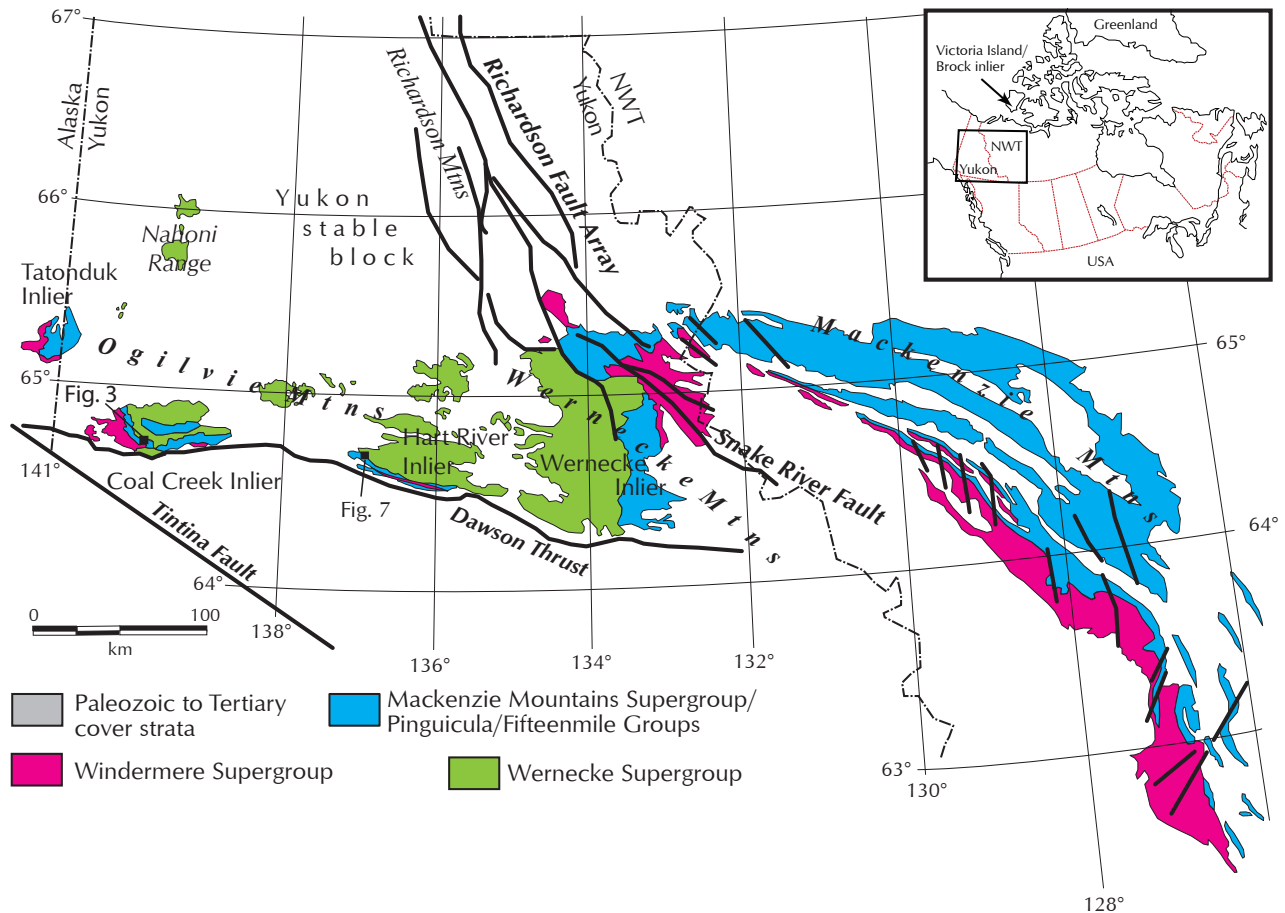 67°
Alaska
Yukon
66°
Nahoni
Range
Tatonduk
Inlier
Yukon
stable
block
Richardson Mtns
Richardson Fault Array
NWT
Yukon
Victoria Island/
Brock inlier
Greenland
NWT
Yukon
USA
65°
Ogilvie Mtns
Fig. 3
141°
Coal Creek Inlier
Tintina Fault
Hart River
Inlier
Fig. 7
Dawson Thrust
Wernecke Mtns
Wernecke
Inlier
Snake River Fault
Mackenzie Mtns
65°
64°
64°
0 100
km
138°
136°
134°
132°
63°
130°
128°
Paleozoic to Tertiary
cover strata
Mackenzie Mountains Supergroup/
Pinguicula/Fifteenmile Groups
Windermere Supergroup
Wernecke Supergroup